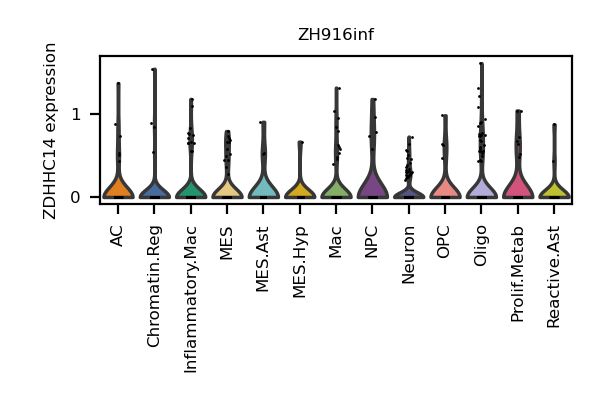 ZH916inf
ZDHHC14 expression
1
0
AC
Chromatin.Reg
Inflammatory.Mac
MES
MES.Ast
MES.Hyp
Mac
NPC
Neuron
OPC
Oligo
Prolif.Metab
Reactive.Ast